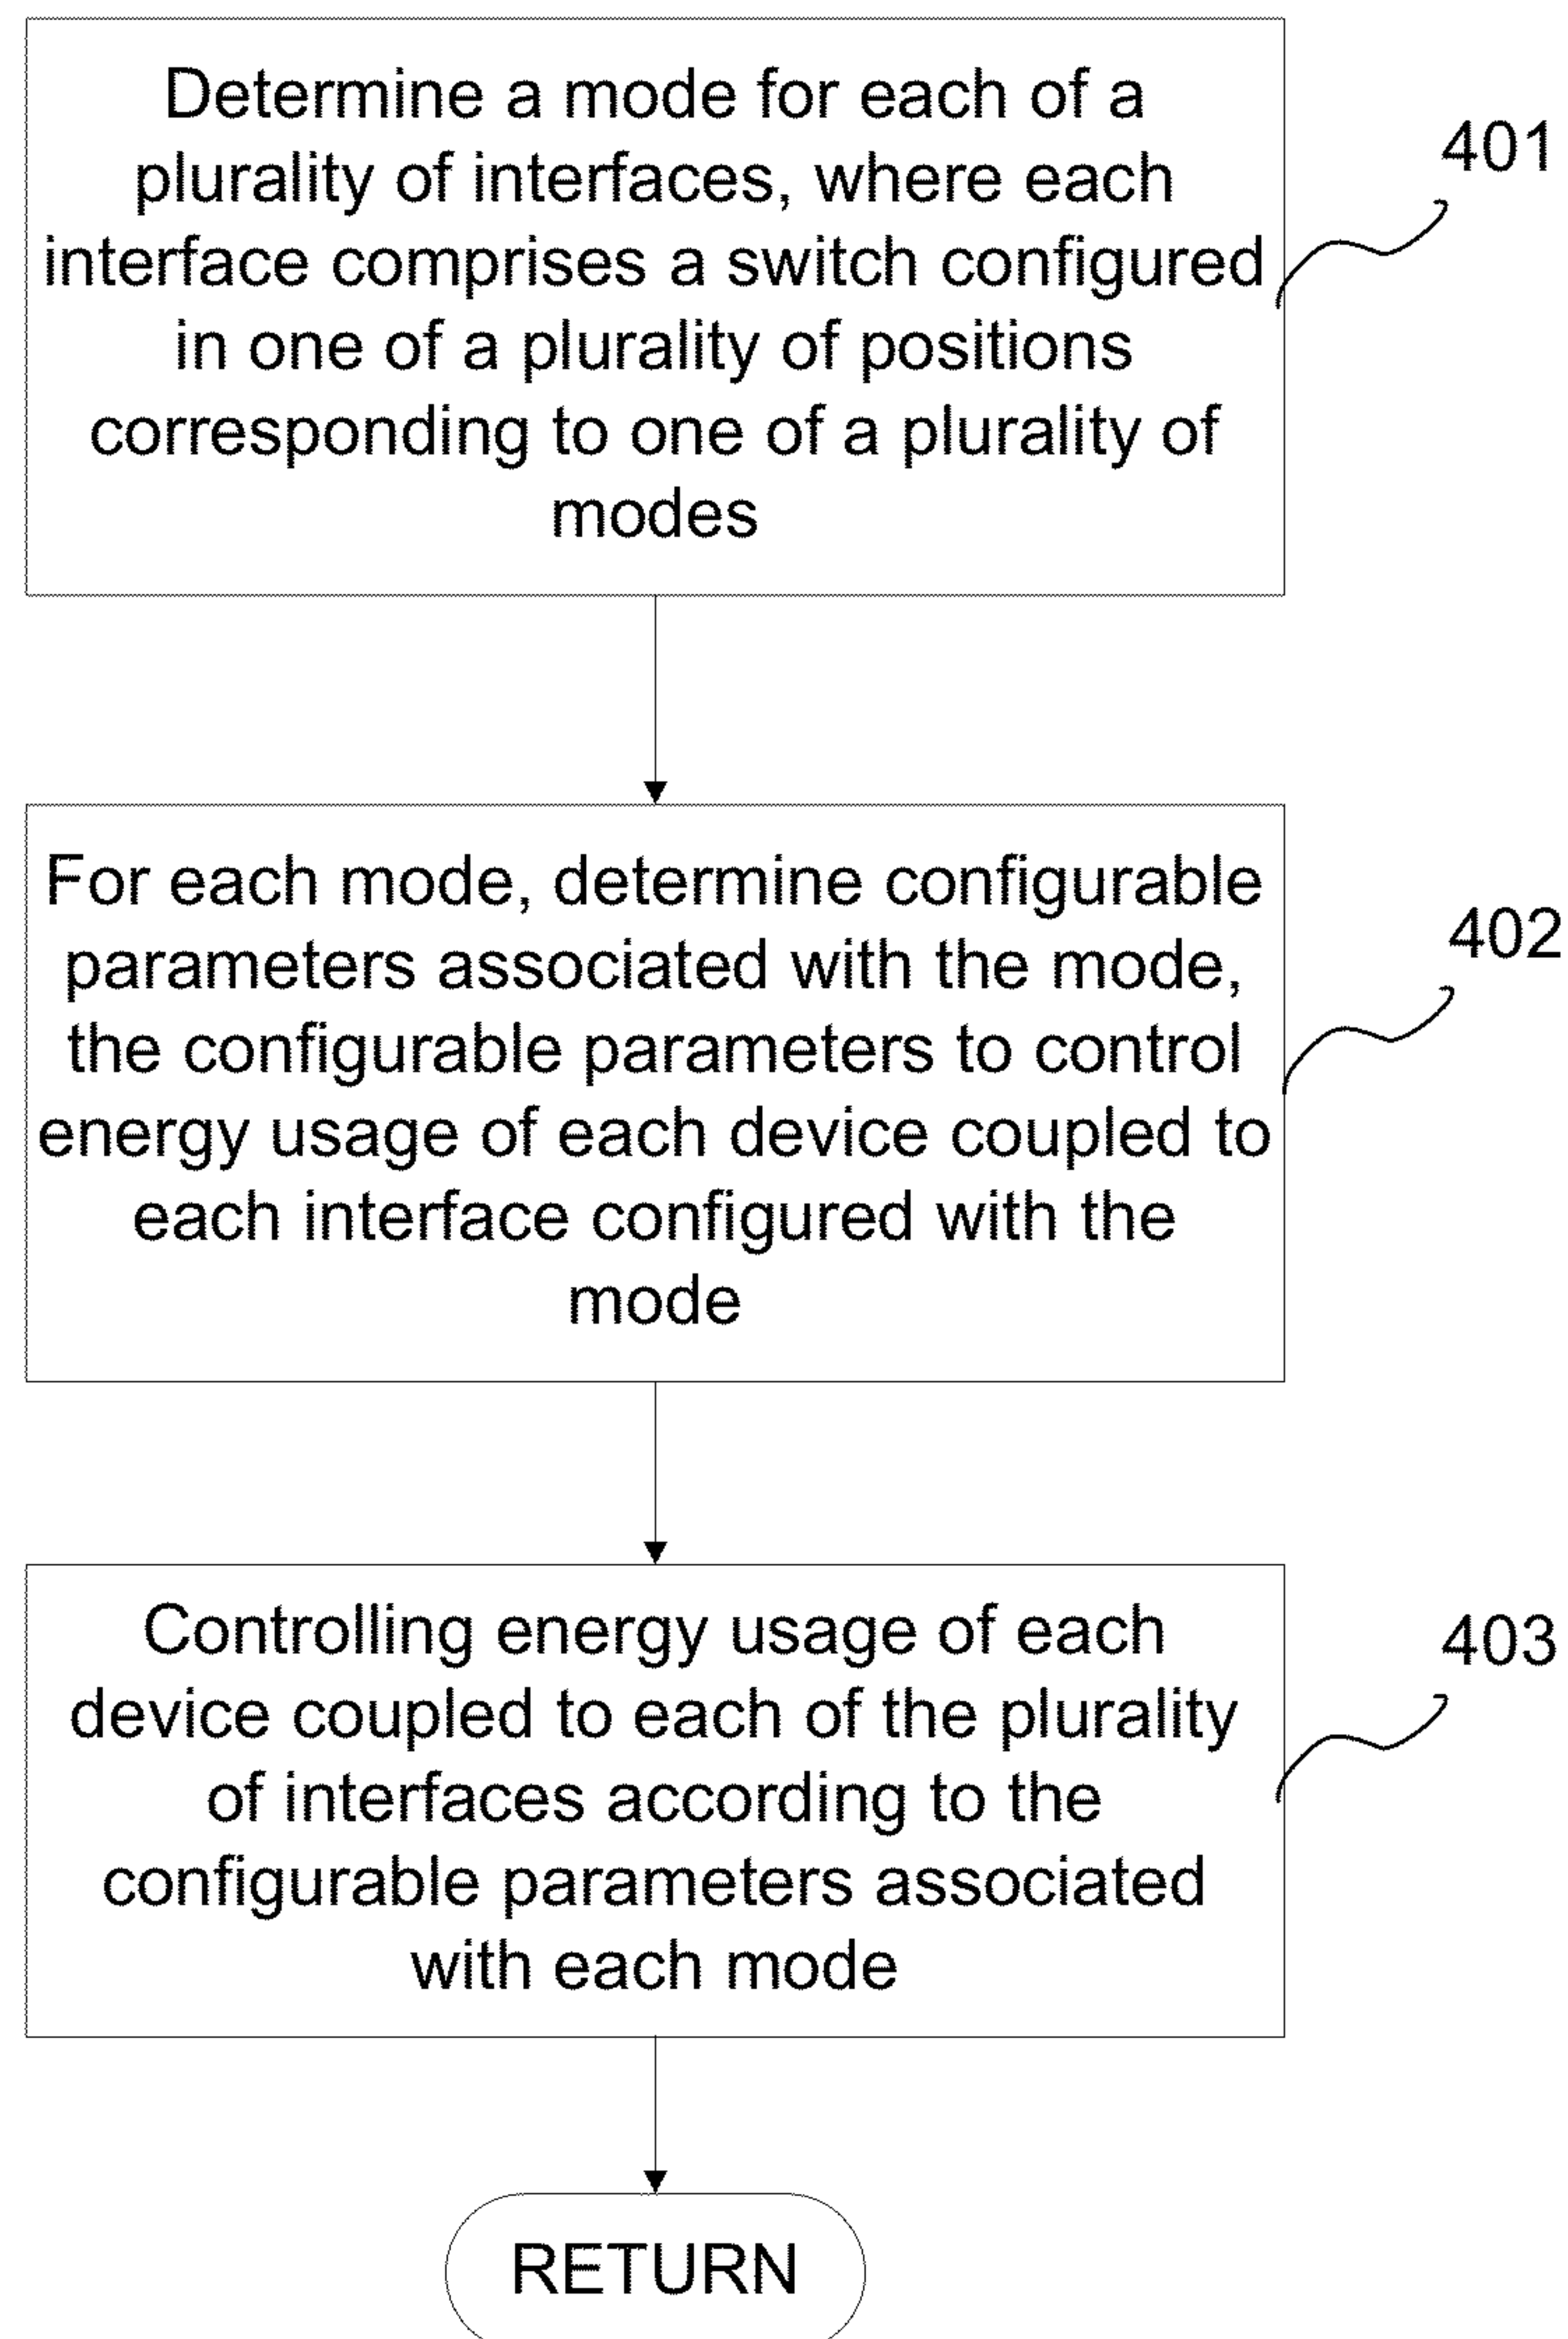 Determine a mode for each of a
plurality of interfaces, where each
interface comprises a switch configured
in one of a plurality of positions
corresponding to one of a plurality of
modes
401
For each mode, determine configurable
parameters associated with the mode,
the configurable parameters to control
energy usage of each device coupled to
each interface configured with the
mode
402
Controlling energy usage of each
device coupled to each of the plurality
of interfaces according to the
configurable parameters associated
with each mode
403
RETURN